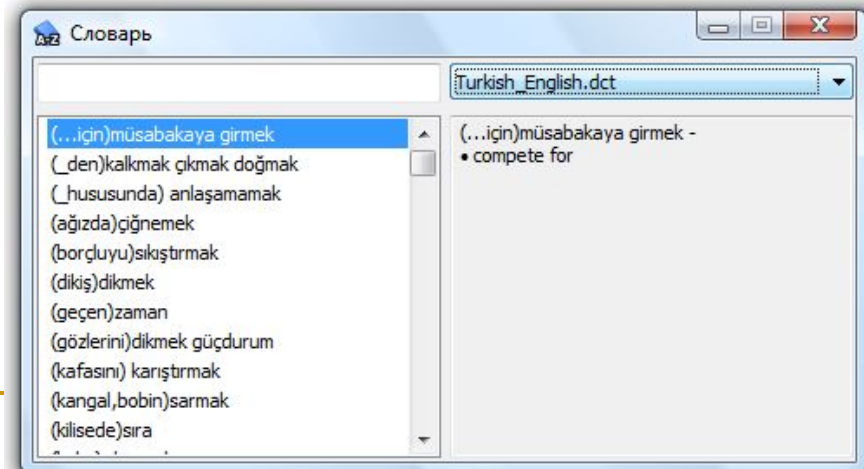 Словарь
Turkish_English.dct
(...için)müsabakaya girmek
(_den)kalkmak çıkmak doğmak
(_hususunda) anlaşamamak
(ağızda)çiğnemek
(borçluyu)sıkıştırmak
(dikiş)dikmek
(geçen)zaman
(gözlerini)dikmek güçdurum
(kafasını) karıştırmak
(kangal,bobin)sarmak
(kilisede)sıra
(...için)müsabakaya girmek -
• compete for